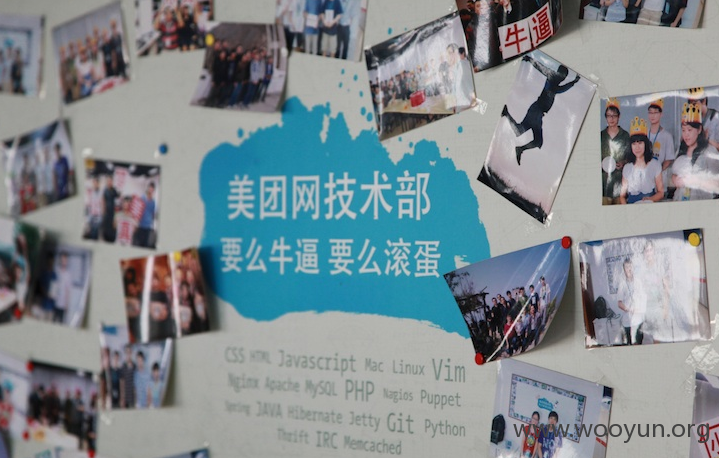 牛逼
美团网技术部
要么牛逼 要么滚蛋
CSS HTML Javascript Mac Linux Vim
Nginx Apache MySQL PHP Nagios Puppet
Spring JAVA Hibernate Jetty Git Python
Thrift IRC Memcached
www.wooyun.org